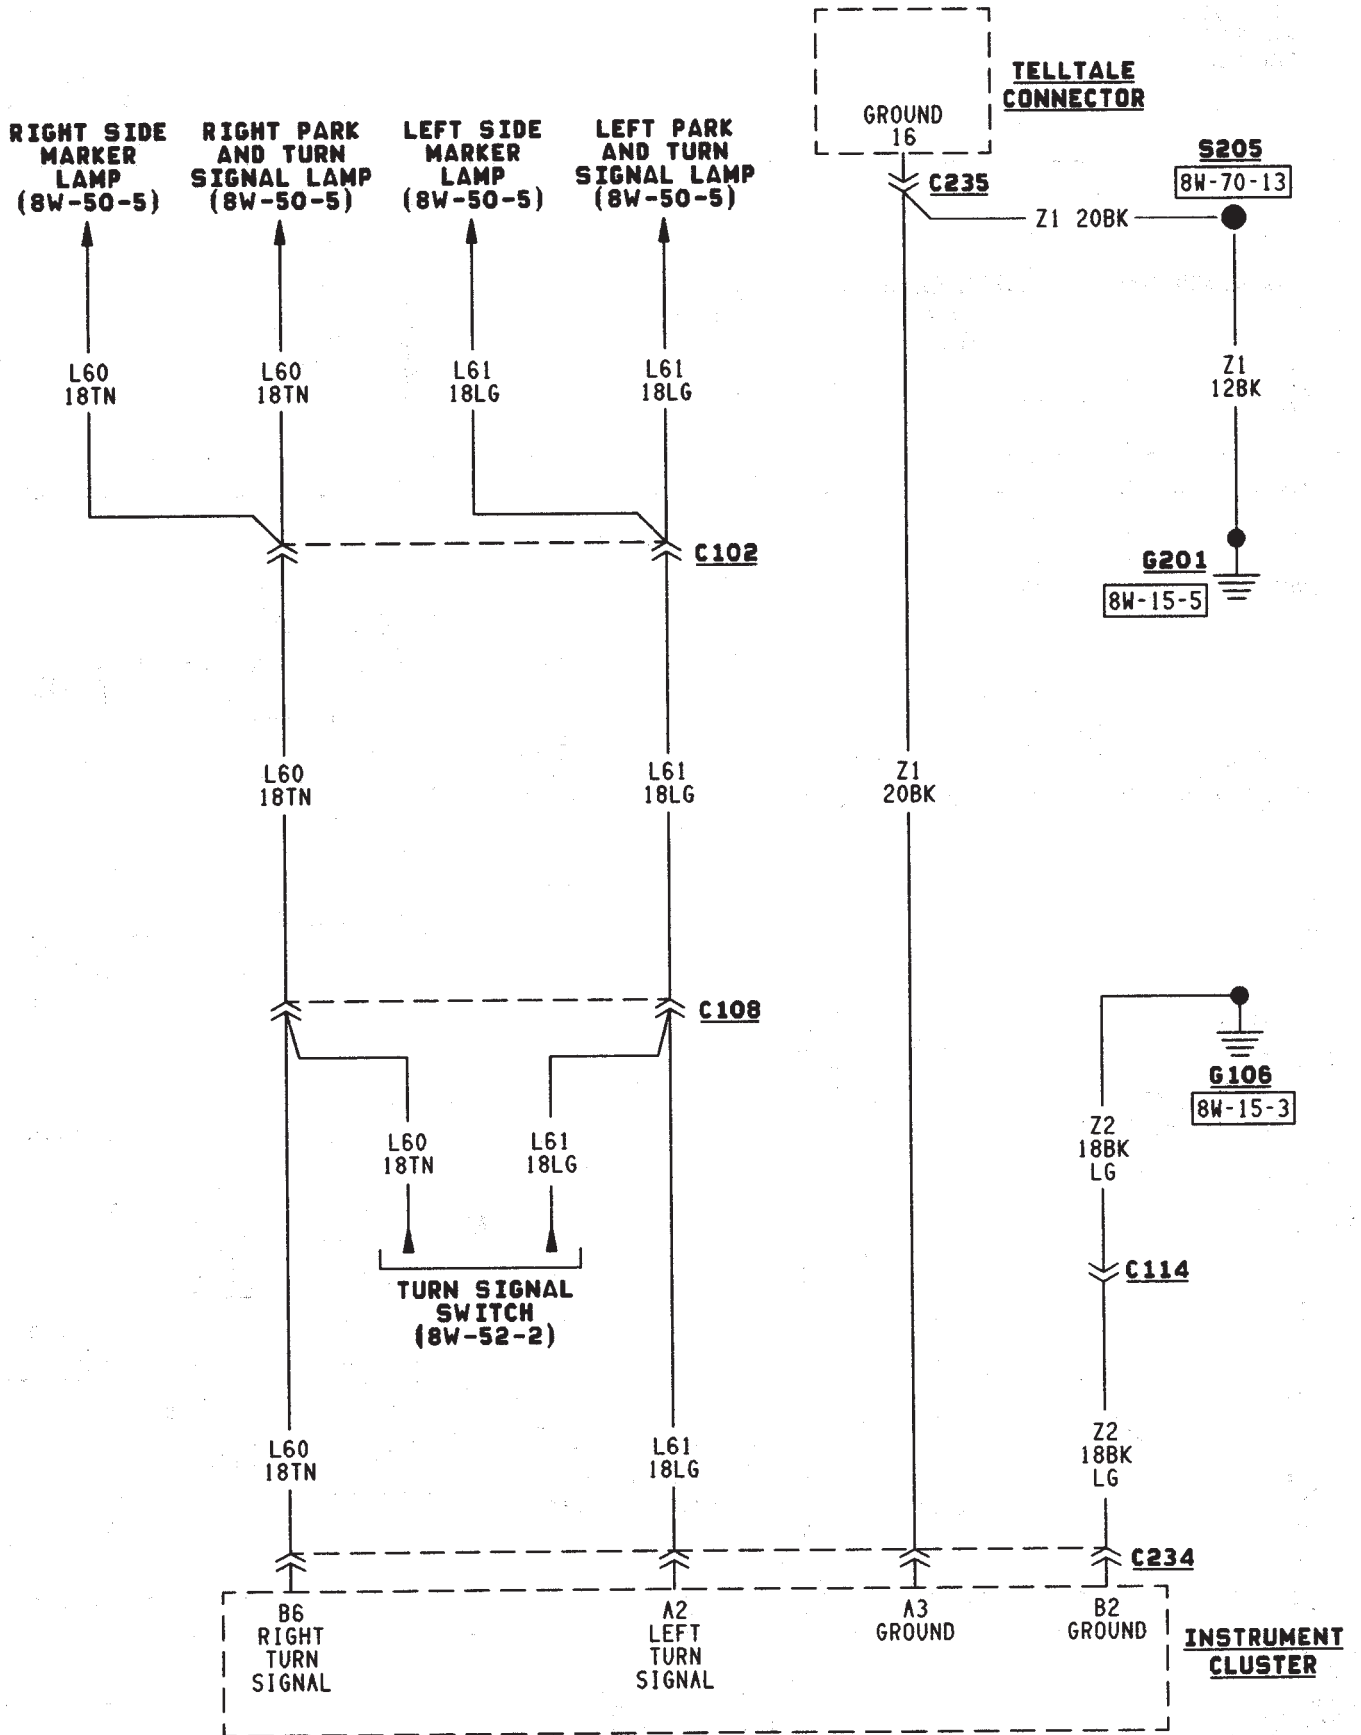 TELLTALE
CONNECTOR
GROUND
16
C235
S205
8W-70-13
Z1 20BK
RIGHT SIDE
MARKER
LAMP
(8W-50-5)
RIGHT PARK
AND TURN
SIGNAL LAMP
(8W-50-5)
LEFT SIDE
MARKER
LAMP
(8W-50-5)
LEFT PARK
AND TURN
SIGNAL LAMP
(8W-50-5)
L60
18TN
L60
18TN
L61
18LG
L61
18LG
Z1
12BK
C102
G201
8W-15-5
L60
18TN
L61
18LG
Z1
20BK
C108
G106
8W-15-3
L60
18TN
L61
18LG
Z2
18BK
LG
TURN SIGNAL
SWITCH
(8W-52-2)
C114
L60
18TN
L61
18LG
Z2
18BK
LG
C234
B6
RIGHT
TURN
SIGNAL
A2
LEFT
TURN
SIGNAL
A3
GROUND
B2
GROUND
INSTRUMENT
CLUSTER